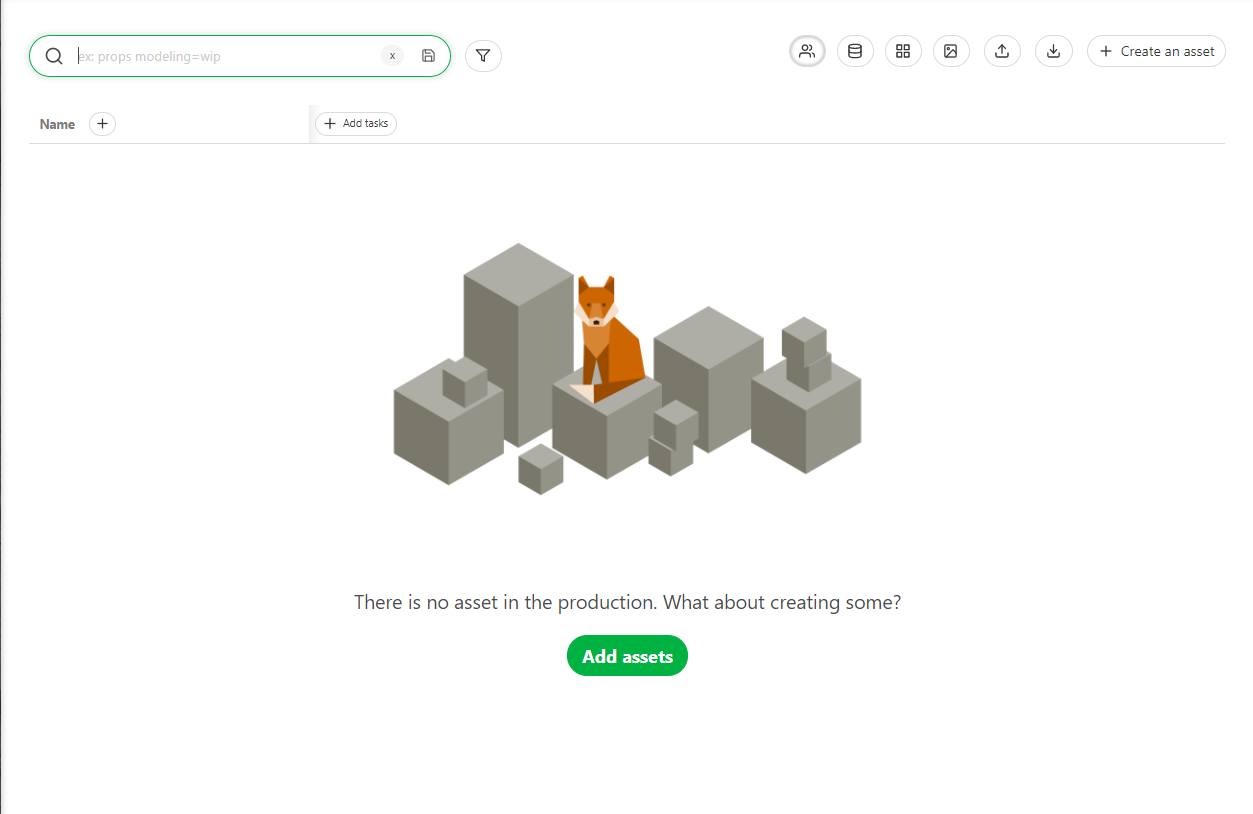 ex: props modeling=wip x
Create an asset
Name
Add tasks
There is no asset in the production. What about creating some?
Add assets